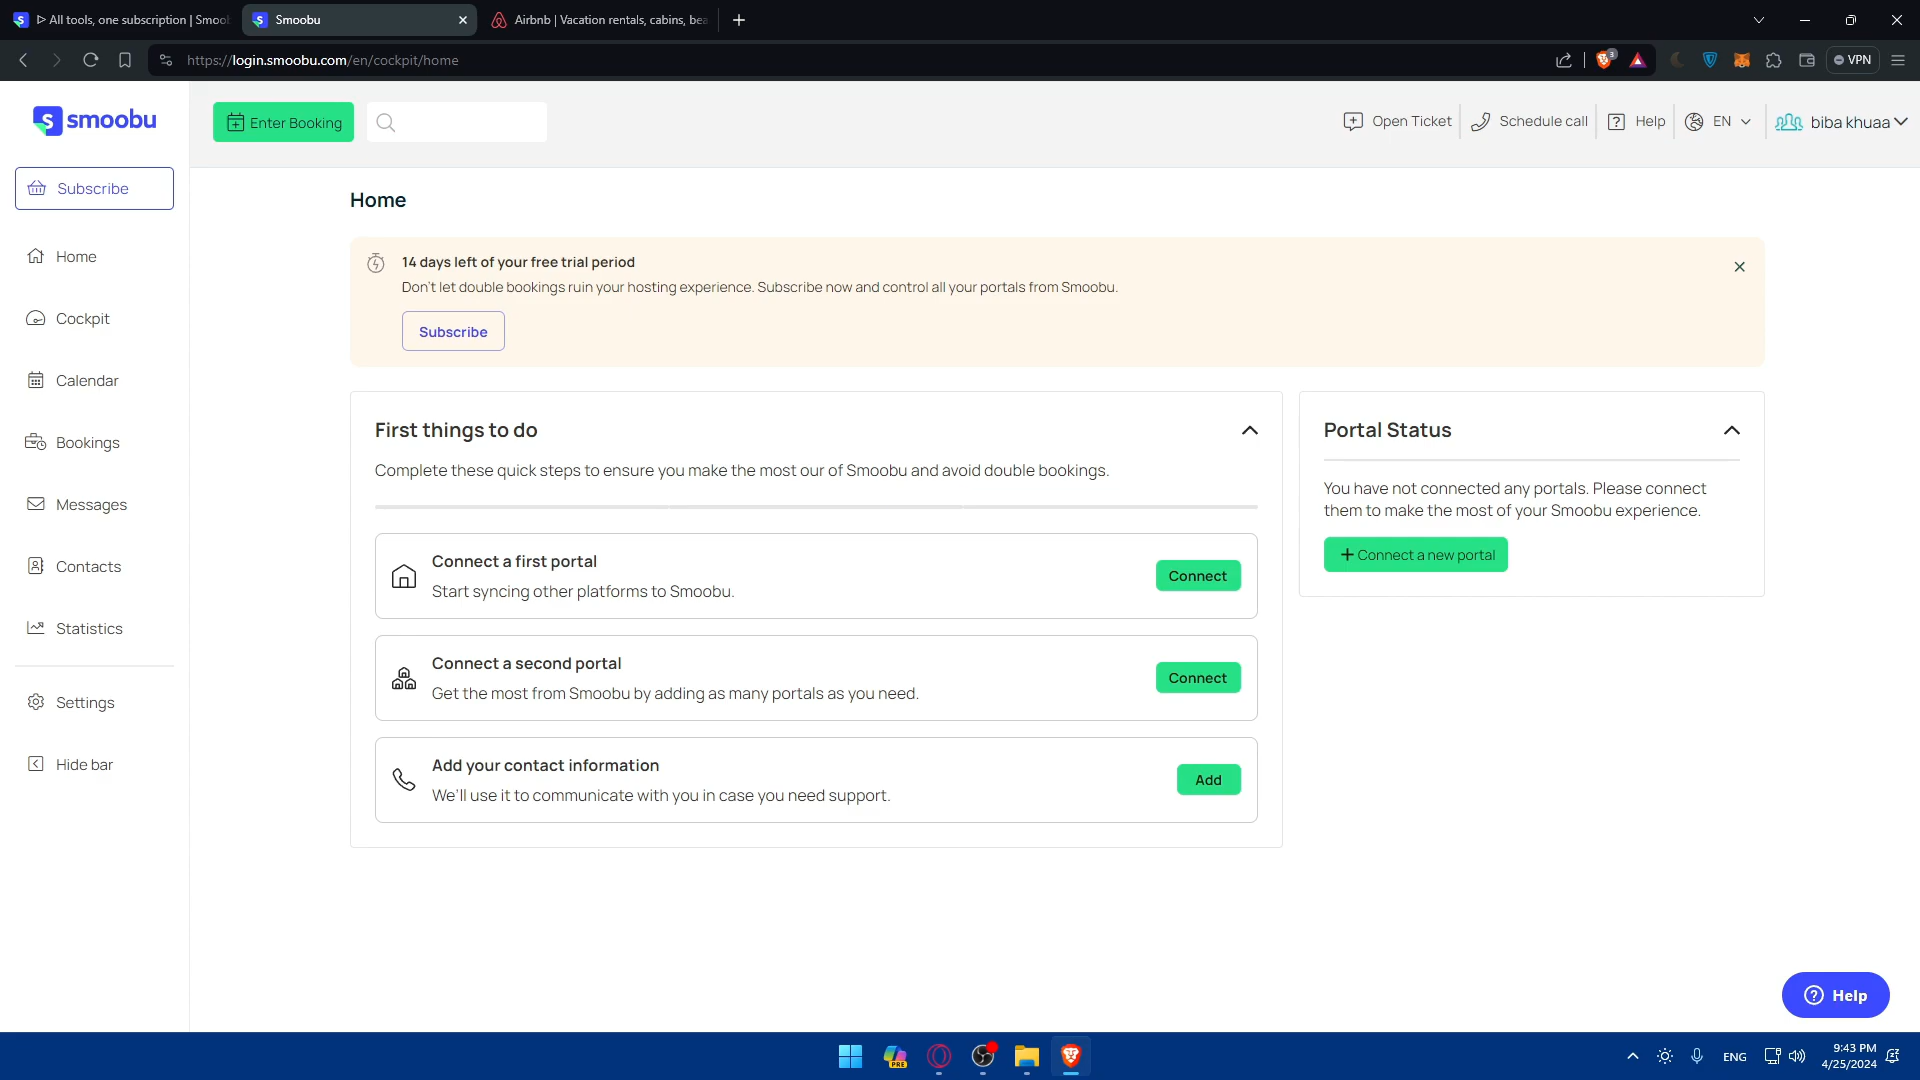 All tools, one subscription | Smoob
Smoobu
Airbnb | Vacation rentals, cabins, bea
https://login.smoobu.com/en/cockpit/home
3
VPN
smoobu
Enter Booking
Open Ticket
Schedule call
Help
EN
biba khuaa
Subscribe
Home
Cockpit
Calendar
Bookings
Messages
Contacts
Statistics
Settings
Hide bar
Home
14 days left of your free trial period
Don't let double bookings ruin your hosting experience. Subscribe now and control all your portals from Smoobu.
Subscribe
First things to do
Complete these quick steps to ensure you make the most our of Smoobu and avoid double bookings.
Connect a first portal
Start syncing other platforms to Smoobu.
Connect
Connect a second portal
Get the most from Smoobu by adding as many portals as you need.
Connect
Add your contact information
We'll use it to communicate with you in case you need support.
Add
Portal Status
You have not connected any portals. Please connect
them to make the most of your Smoobu experience.
+ Connect a new portal
Help
PRE
ENG
9:43 PM
4/25/2024